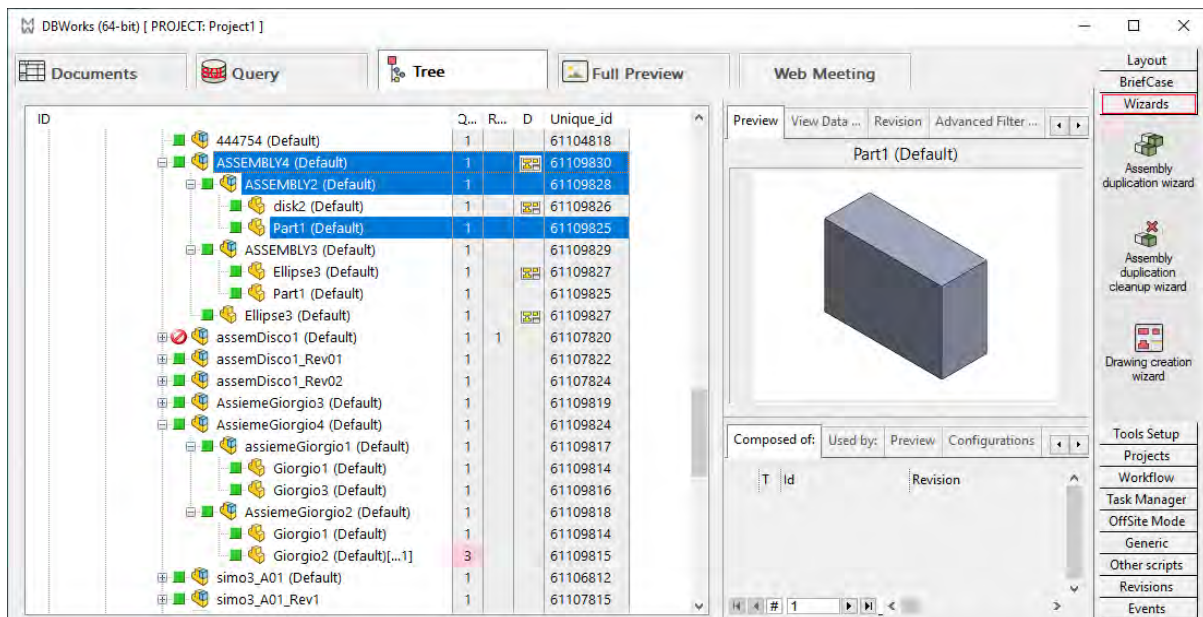 DBWorks (64-bit) [ PROJECT: Project1 ]
Documents Query Tree Full Preview Web Meeting
ID Q... R... D Unique_id
444754 (Default) 1 61104818
ASSEMBLY4 (Default) 1 61109830
ASSEMBLY2 (Default) 1 61109828
disk2 (Default) 1 61109826
Part1 (Default) 1 61109825
ASSEMBLY3 (Default) 1 61109829
Ellipse3 (Default) 1 61109827
Part1 (Default) 1 61109825
Ellipse3 (Default) 1 61109827
assemDisco1 (Default) 1 1 61107820
assemDisco1_Rev01 1 61107822
assemDisco1_Rev02 1 61107824
AssiemeGiorgio3 (Default) 1 61109819
AssiemeGiorgio4 (Default) 1 61109824
assiemeGiorgio1 (Default) 1 61109817
Giorgio1 (Default) 1 61109814
Giorgio3 (Default) 1 61109816
AssiemeGiorgio2 (Default) 1 61109818
Giorgio1 (Default) 1 61109814
Giorgio2 (Default)[...1] 3 61109815
simo3_A01 (Default) 1 61106812
simo3_A01_Rev1 1 61107815
Preview View Data ... Revision Advanced Filter ...
Part1 (Default)
Composed of: Used by: Preview Configurations
T Id Revision
# 1
Layout
BriefCase
Wizards
Assembly
duplication wizard
Assembly
duplication
cleanup wizard
Drawing creation
wizard
Tools Setup
Projects
Workflow
Task Manager
OffSite Mode
Generic
Other scripts
Revisions
Events